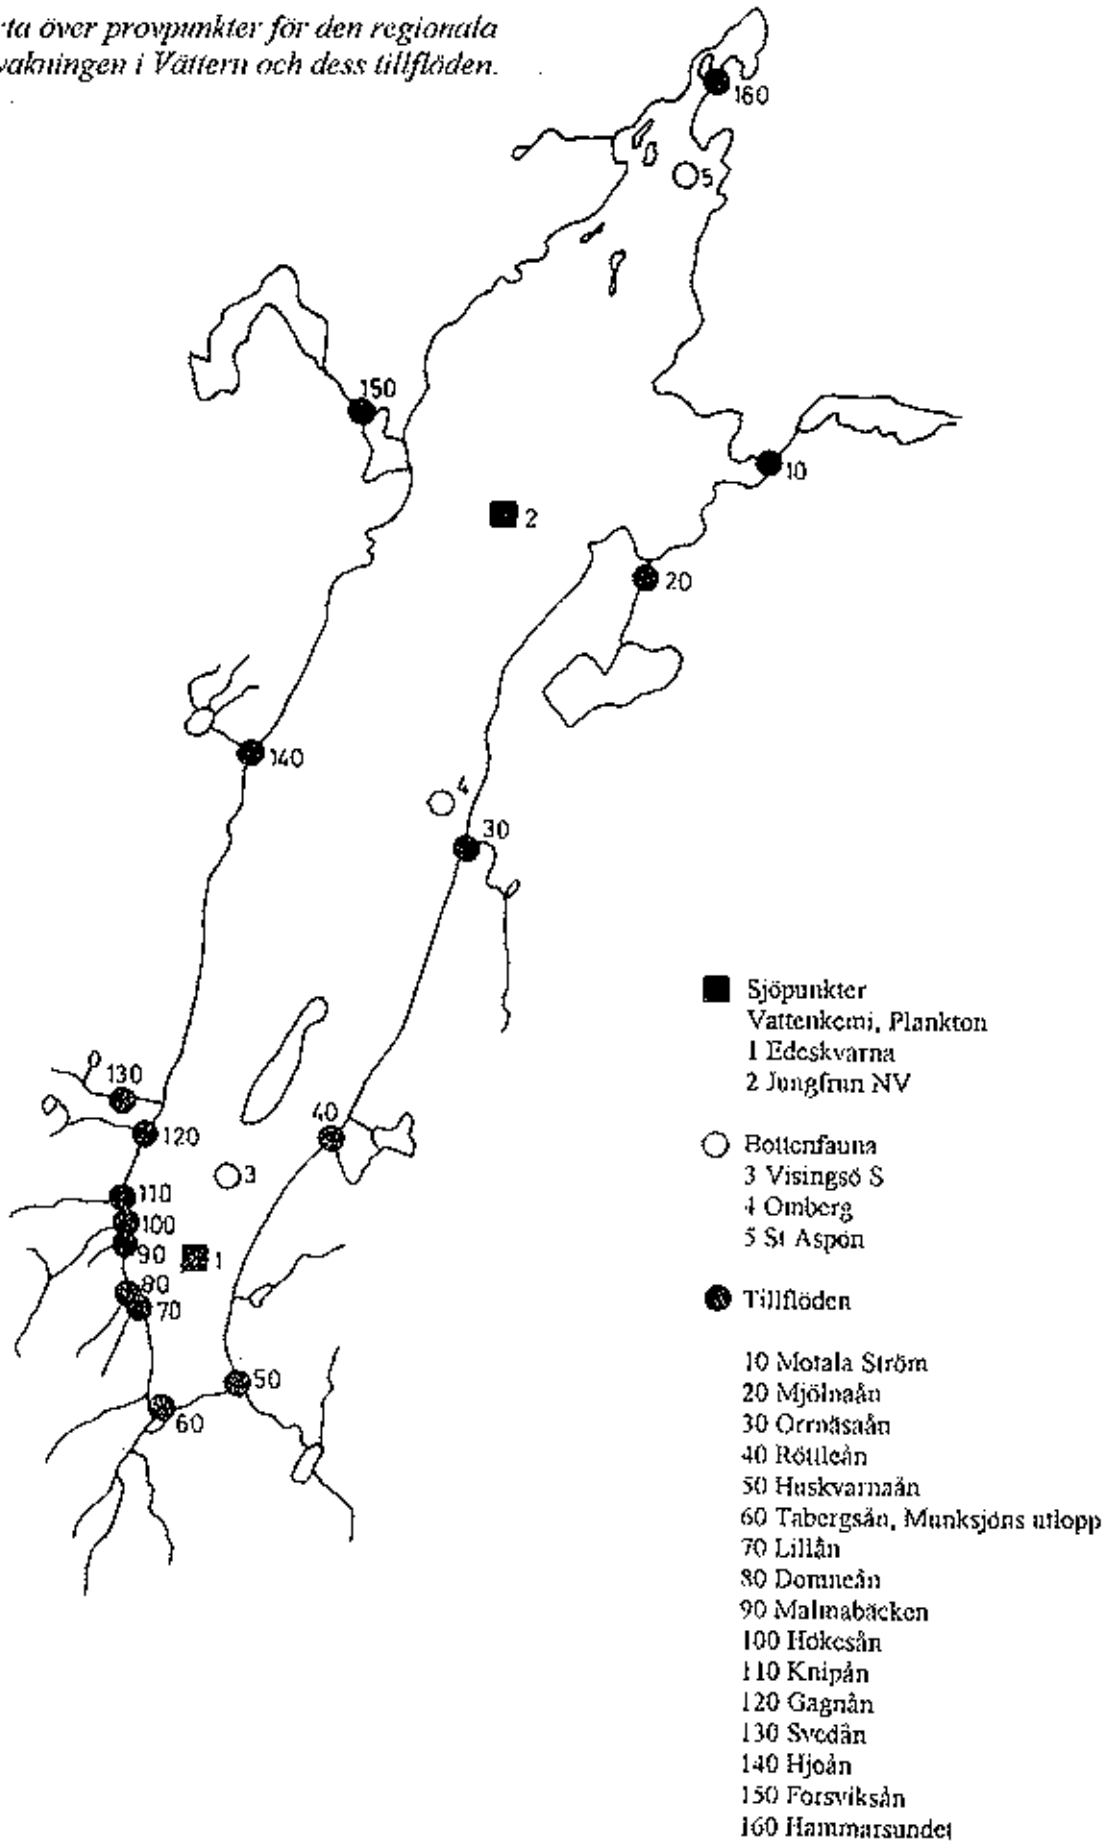 rta över provpunkter för den regionala
vakningen i Vättern och dess tillflöden.
160
5
150
10
2
20
140
4
30
130
120
40
3
110
100
90
1
80
70
50
60
Sjöpunkter
Vattenkemi, Plankton
1 Edeskvarna
2 Jungfrun NV
Bottenfauna
3 Visingsö S
4 Omberg
5 St Aspön
Tillflöden
10 Motala Ström
20 Mjölnaån
30 Orrnäsaån
40 Röttleån
50 Huskvarnaån
60 Tabergsån, Munksjöns utlopp
70 Lillån
80 Domneån
90 Malmabäcken
100 Hökesån
110 Knipån
120 Gagnån
130 Svedån
140 Hjoån
150 Forsviksån
160 Hammarsundet